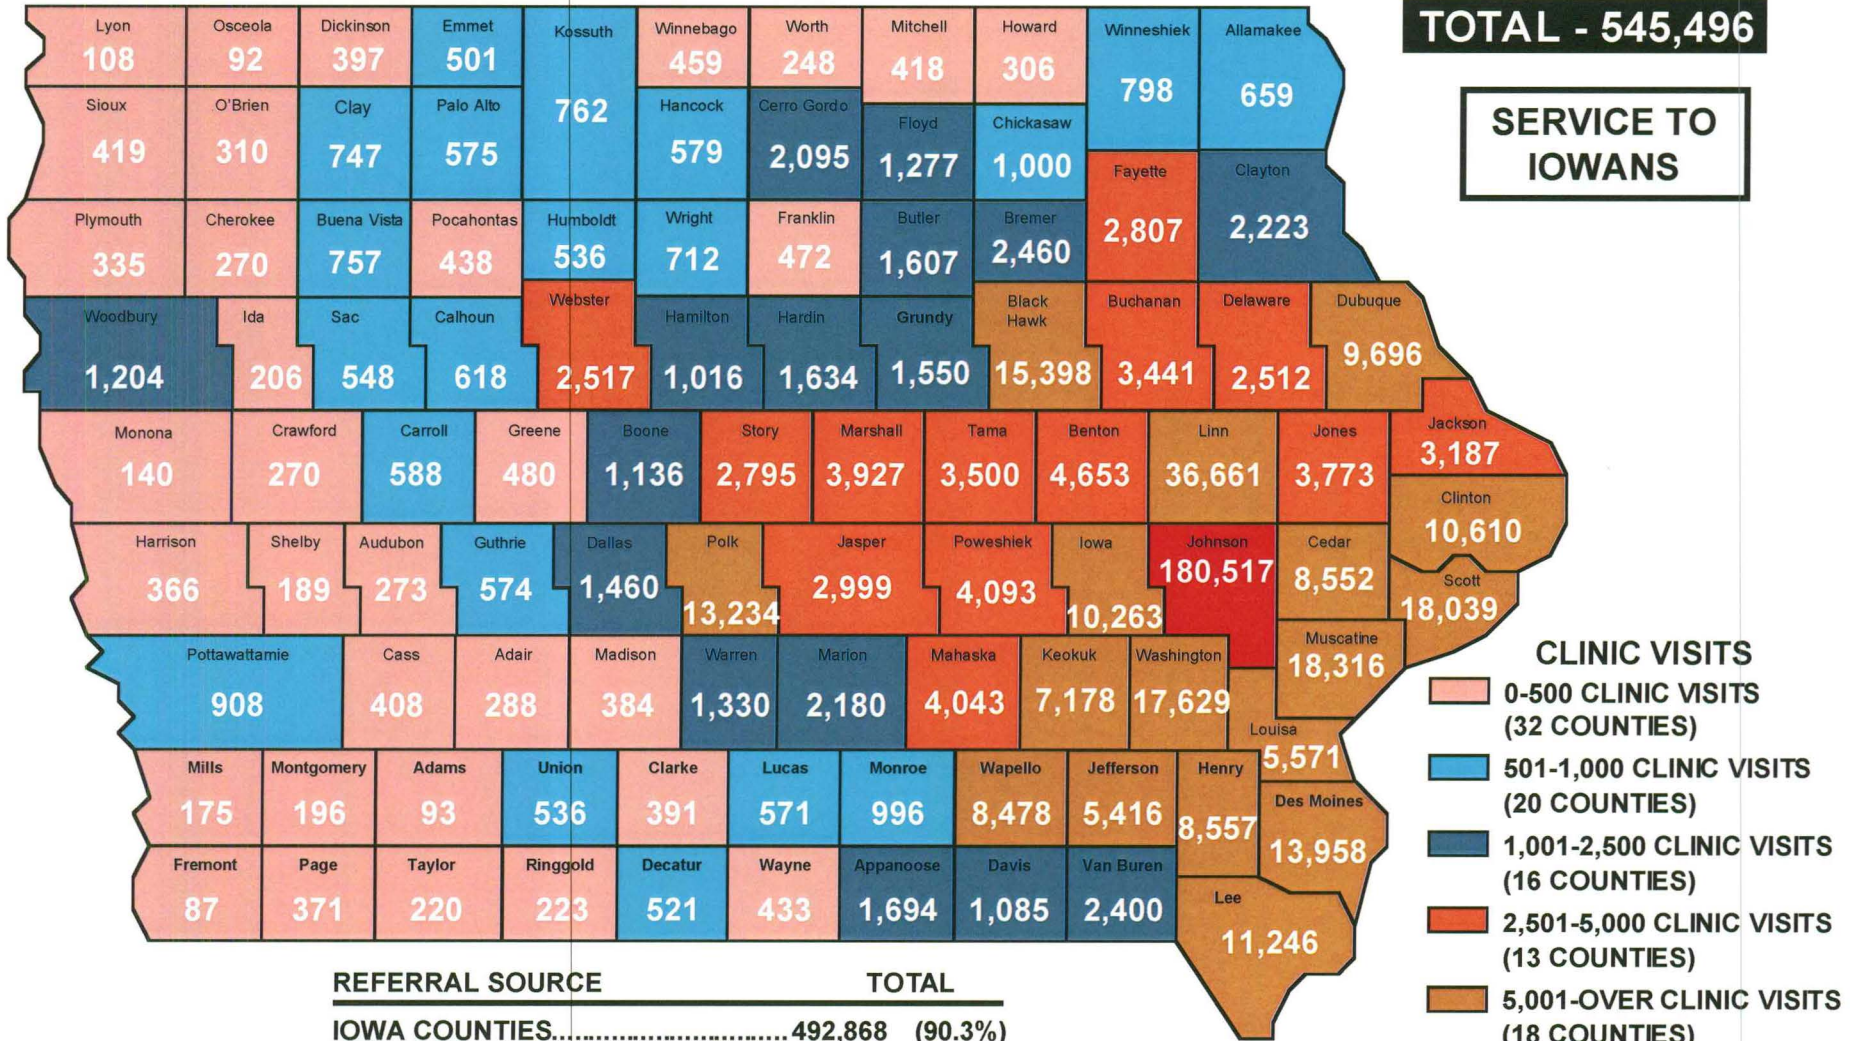 TOTAL - 545,496
SERVICE TO
IOWANS
Lyon
108
Osceola
92
Dickinson
397
Emmet
501
Kossuth
762
Winnebago
459
Worth
248
Mitchell
418
Howard
306
Winneshiek
798
Allamakee
659
Sioux
419
O'Brien
310
Clay
747
Palo Alto
575
Hancock
579
Cerro Gordo
2,095
Floyd
1,277
Chickasaw
1,000
Fayette
2,807
Clayton
2,223
Plymouth
335
Cherokee
270
Buena Vista
757
Pocahontas
438
Humboldt
536
Wright
712
Franklin
472
Butler
1,607
Bremer
2,460
Woodbury
1,204
Ida
206
Sac
548
Calhoun
618
Webster
2,517
Hamilton
1,016
Hardin
1,634
Grundy
1,550
Black
Hawk
15,398
Buchanan
3,441
Delaware
2,512
Dubuque
9,696
Monona
140
Crawford
270
Carroll
588
Greene
480
Boone
1,136
Story
2,795
Marshall
3,927
Tama
3,500
Benton
4,653
Linn
36,661
Jones
3,773
Jackson
3,187
Clinton
10,610
Harrison
366
Shelby
189
Audubon
273
Guthrie
574
Dallas
1,460
Polk
13,234
Jasper
2,999
Poweshiek
4,093
Iowa
10,263
Johnson
180,517
Cedar
8,552
Scott
18,039
Pottawattamie
908
Cass
408
Adair
288
Madison
384
Warren
1,330
Marion
2,180
Mahaska
4,043
Keokuk
7,178
Washington
17,629
Muscatine
18,316
Louisa
5,571
Mills
175
Montgomery
196
Adams
93
Union
536
Clarke
391
Lucas
571
Monroe
996
Wapello
8,478
Jefferson
5,416
Henry
8,557
Des Moines
13,958
Fremont
87
Page
371
Taylor
220
Ringgold
223
Decatur
521
Wayne
433
Appanoose
1,694
Davis
1,085
Van Buren
2,400
Lee
11,246
CLINIC VISITS
0-500 CLINIC VISITS
(32 COUNTIES)
501-1,000 CLINIC VISITS
(20 COUNTIES)
1,001-2,500 CLINIC VISITS
(16 COUNTIES)
2,501-5,000 CLINIC VISITS
(13 COUNTIES)
5,001-OVER CLINIC VISITS
(18 COUNTIES)
REFERRAL SOURCE TOTAL
IOWA COUNTIES................................ 492,868 (90.3%)